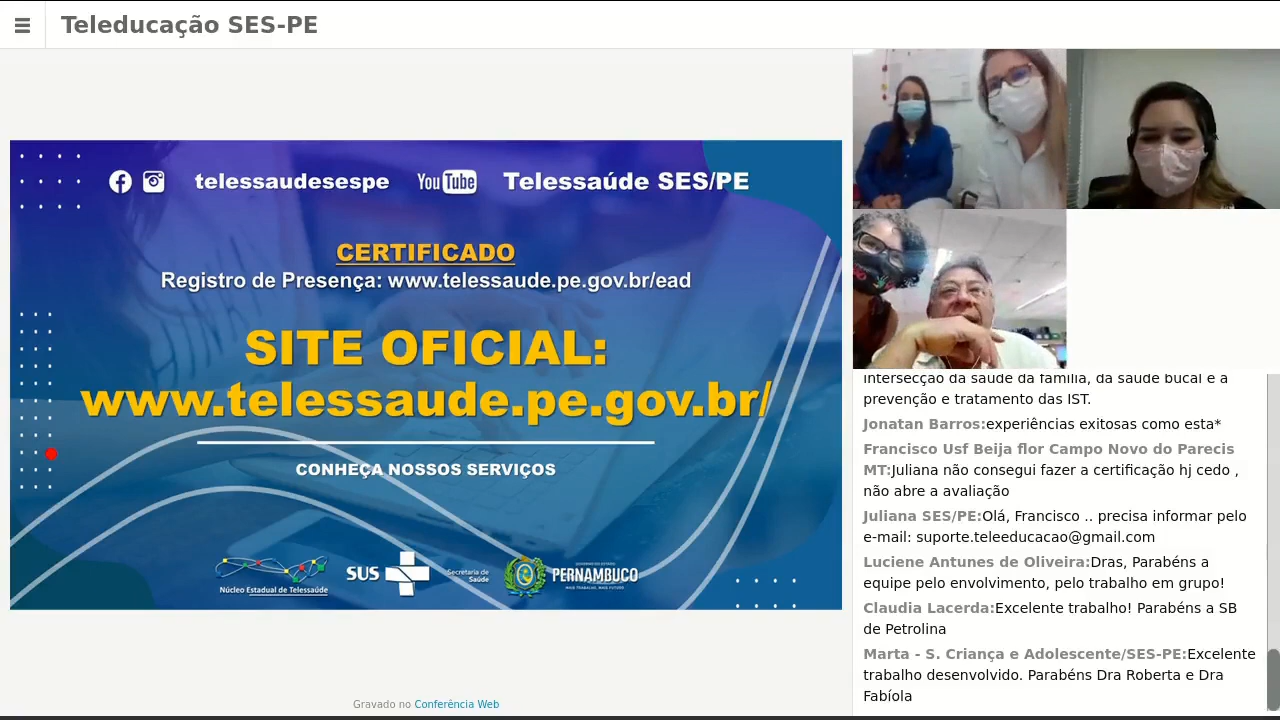 Teleducação SES-PE
telessaudesespe YouTube Telessaúde SES/PE
CERTIFICADO
Registro de Presença: www.telessaude.pe.gov.br/ead
SITE OFICIAL:
www.telessaude.pe.gov.br/
CONHEÇA NOSSOS SERVIÇOS
Núcleo Estadual de Telessaúde
SUS
Secretaria de
Saúde
PERNAMBUCO
Gravado no Conferência Web
intersecção da saúde da família, da saúde bucal e a
prevenção e tratamento das IST.
Jonatan Barros:experiências exitosas como esta*
Francisco Usf Beija flor Campo Novo do Parecis
MT:Juliana não consegui fazer a certificação hj cedo ,
não abre a avaliação
Juliana SES/PE:Olá, Francisco .. precisa informar pelo
e-mail: suporte.teleeducacao@gmail.com
Luciene Antunes de Oliveira:Dras, Parabéns a
equipe pelo envolvimento, pelo trabalho em grupo!
Claudia Lacerda:Excelente trabalho! Parabéns a SB
de Petrolina
Marta - S. Criança e Adolescente/SES-PE:Excelente
trabalho desenvolvido. Parabéns Dra Roberta e Dra
Fabíola